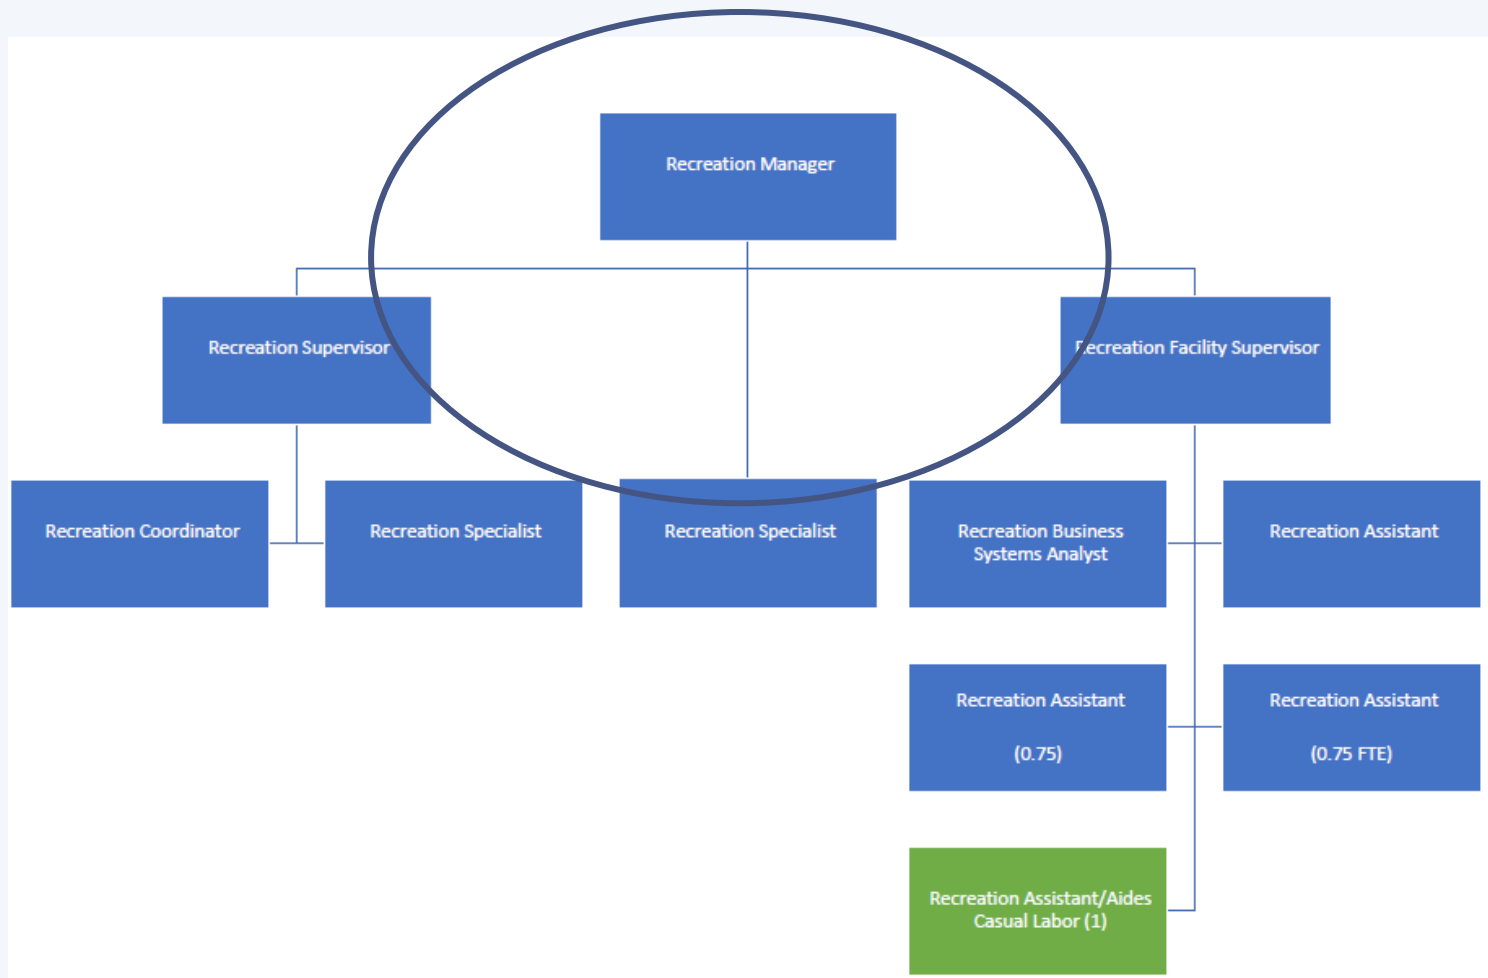 Recreation Manager
Recreation Supervisor
Recreation Facility Supervisor
Recreation Coordinator
Recreation Specialist
Recreation Specialist
Recreation Business
Systems Analyst
Recreation Assistant
Recreation Assistant
(0.75)
Recreation Assistant
(0.75 FTE)
Recreation Assistant/Aides
Casual Labor (1)